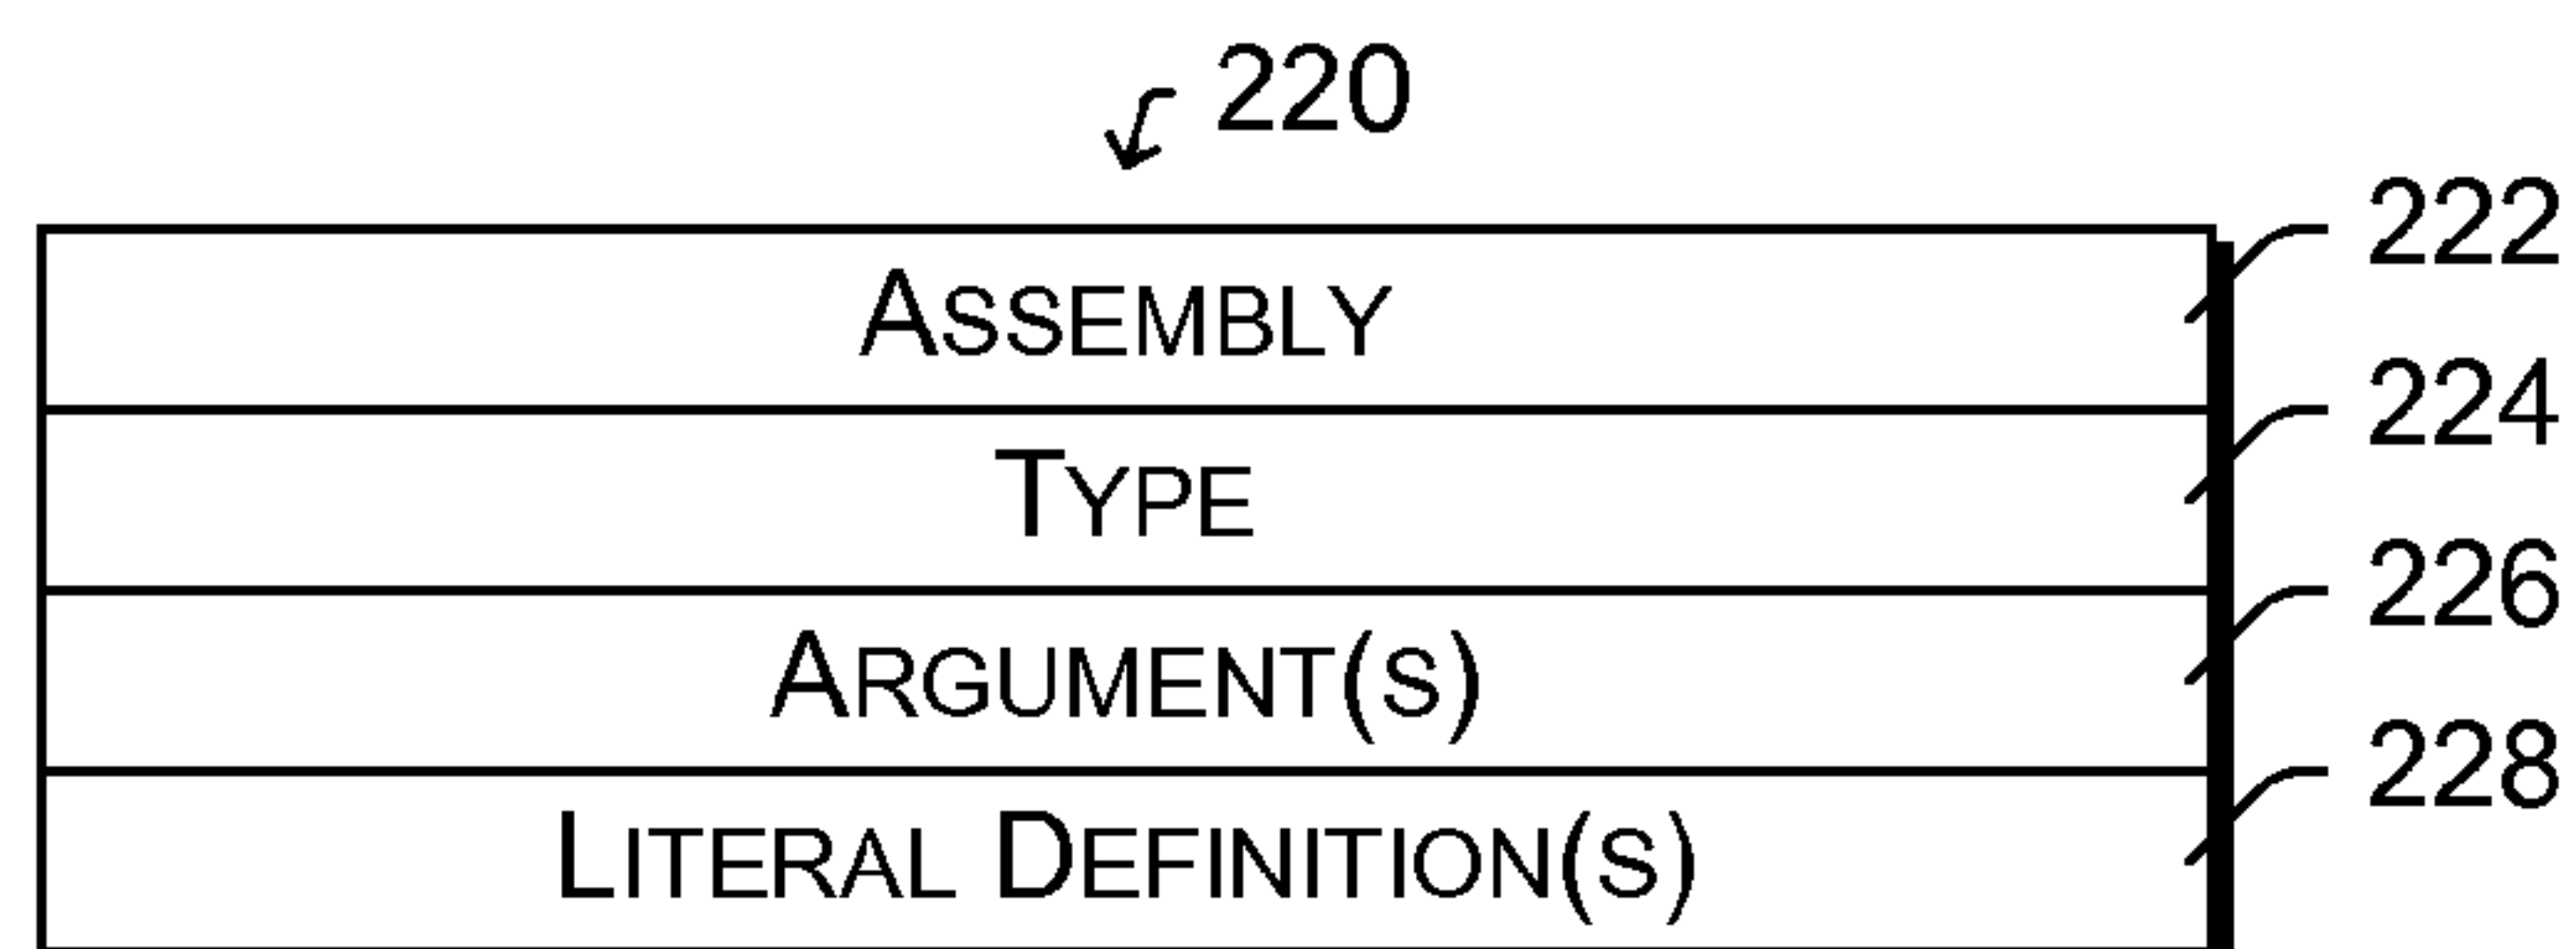 220
ASSEMBLY 222
TYPE 224
ARGUMENT(S) 226
LITERAL DEFINITION(S) 228